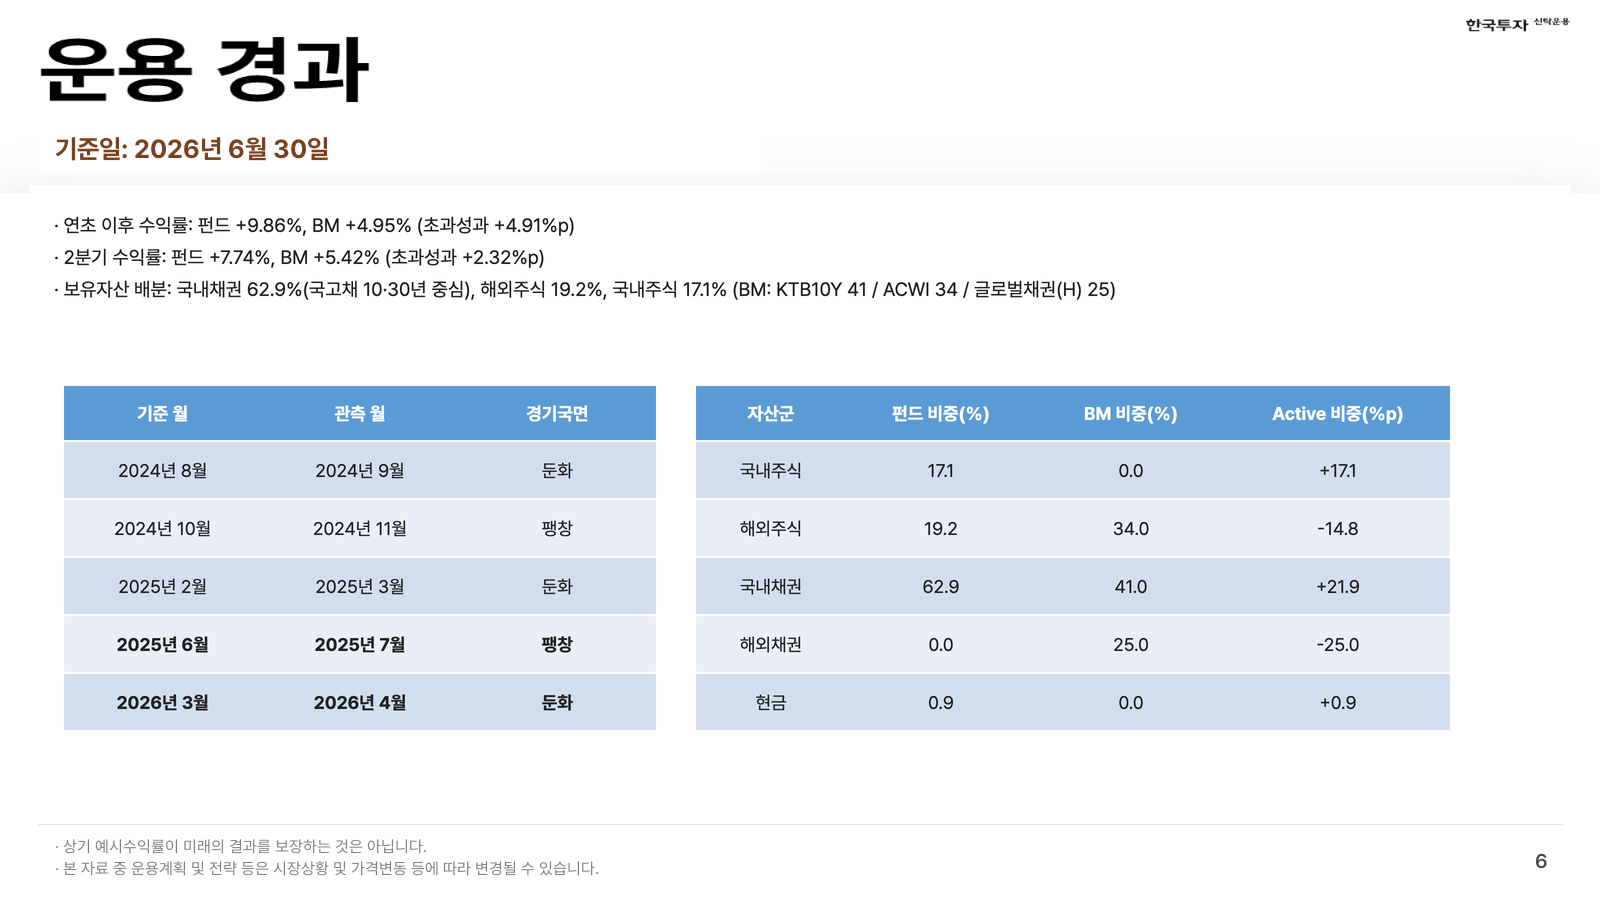 한국투자 신탁운용
운용 경과
기준일: 2026년 6월 30일
· 연초 이후 수익률: 펀드 +9.86%, BM +4.95% (초과성과 +4.91%p)
· 2분기 수익률: 펀드 +7.74%, BM +5.42% (초과성과 +2.32%p)
· 보유자산 배분: 국내채권 62.9%(국고채 10·30년 중심), 해외주식 19.2%, 국내주식 17.1% (BM: KTB10Y 41 / ACWI 34 / 글로벌채권(H) 25)
기준 월 관측 월 경기국면
2024년 8월 2024년 9월 둔화
2024년 10월 2024년 11월 팽창
2025년 2월 2025년 3월 둔화
2025년 6월 2025년 7월 팽창
2026년 3월 2026년 4월 둔화
자산군 펀드 비중(%) BM 비중(%) Active 비중(%p)
국내주식 17.1 0.0 +17.1
해외주식 19.2 34.0 -14.8
국내채권 62.9 41.0 +21.9
해외채권 0.0 25.0 -25.0
현금 0.9 0.0 +0.9
· 상기 예시수익률이 미래의 결과를 보장하는 것은 아닙니다.
· 본 자료 중 운용계획 및 전략 등은 시장상황 및 가격변동 등에 따라 변경될 수 있습니다.
6